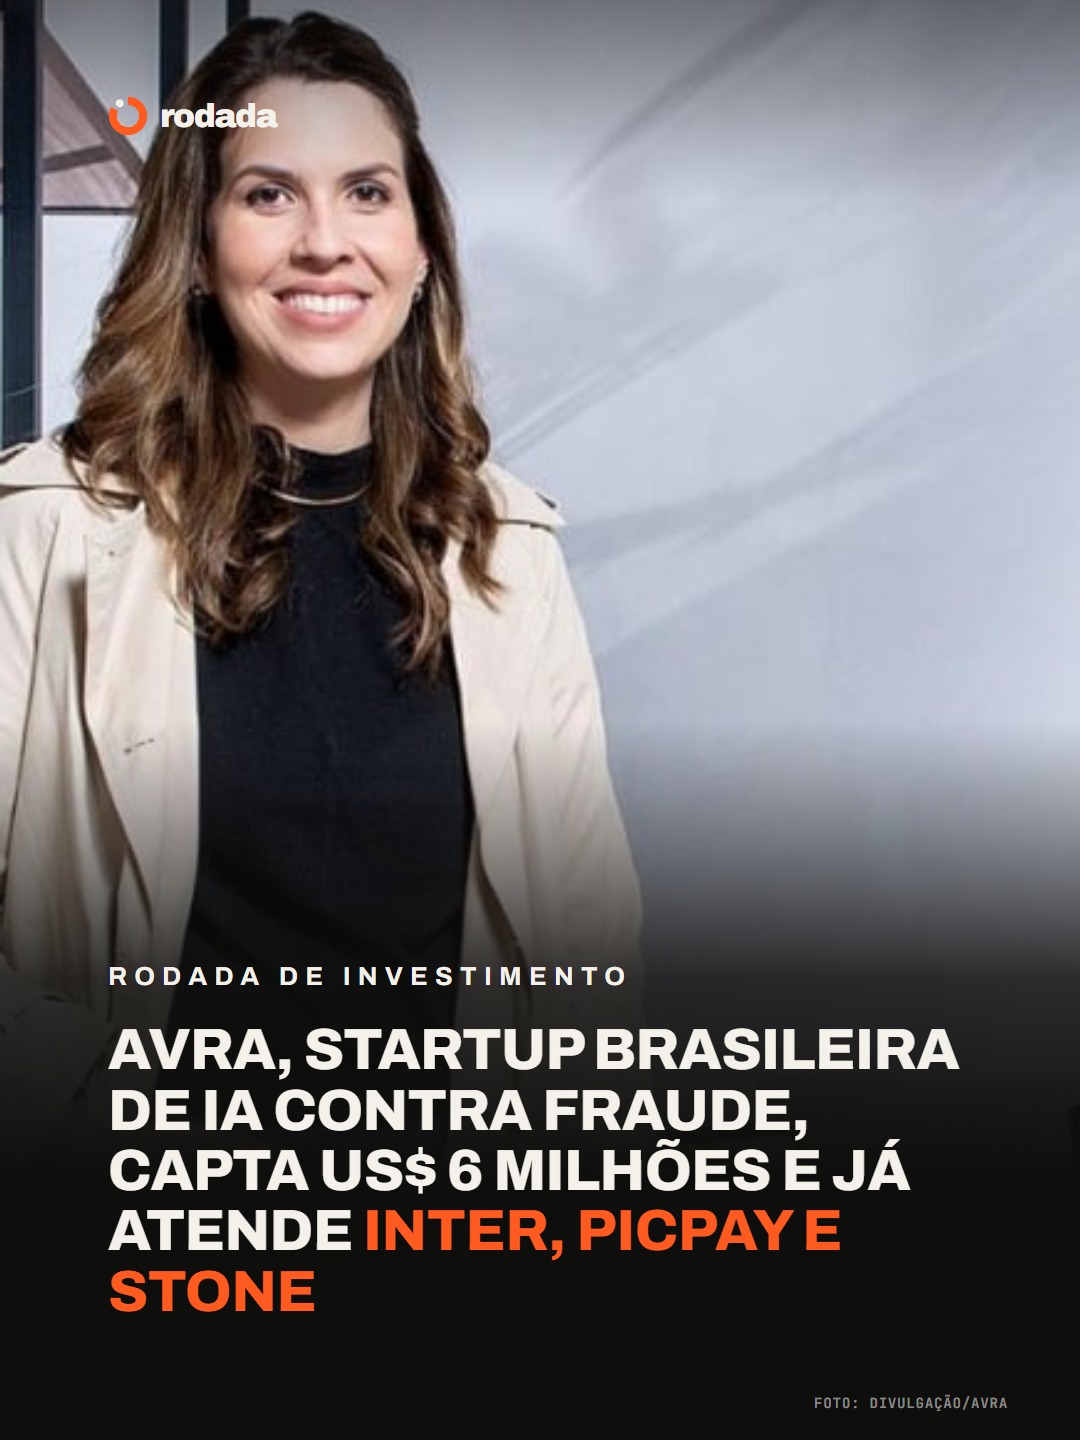 rodada
RODADA DE INVESTIMENTO
AVRA, STARTUP BRASILEIRA
DE IA CONTRA FRAUDE,
CAPTA US$ 6 MILHÕES E JÁ
ATENDE INTER, PICPAY E
STONE
FOTO: DIVULGAÇÃO/AVRA